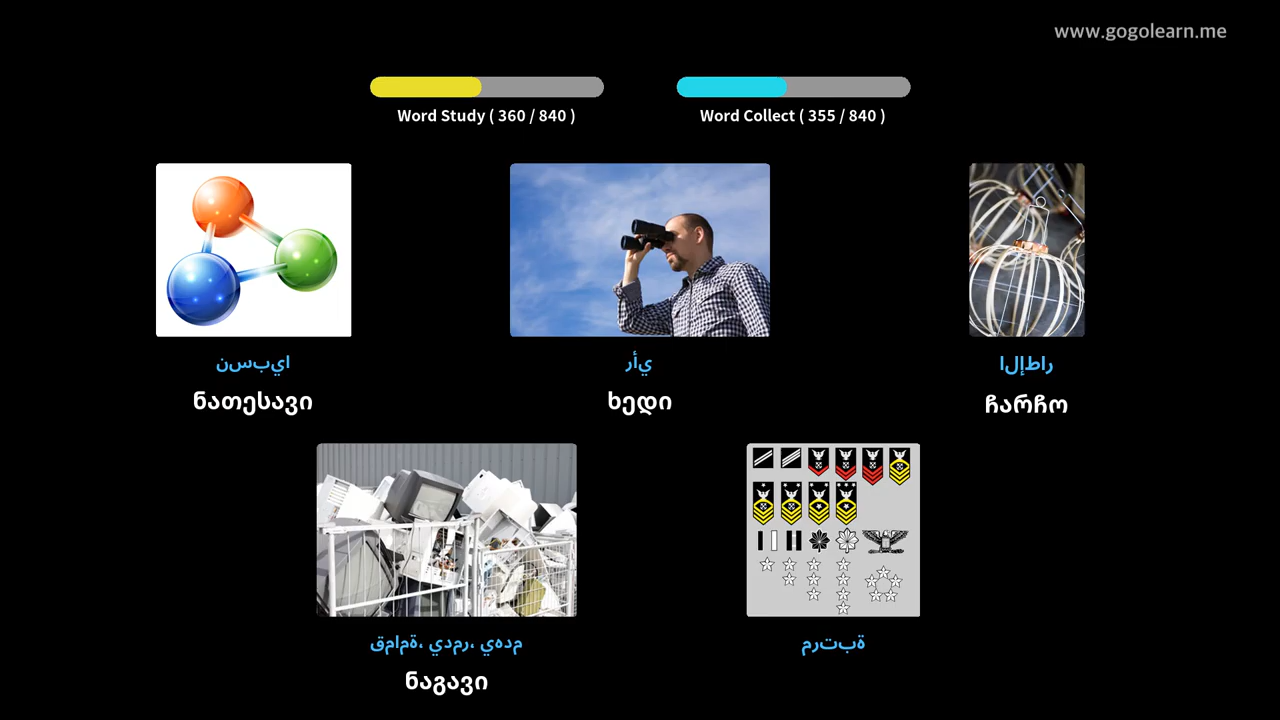 www.gogolearn.me
Word Study ( 360 / 840 )
Word Collect ( 355 / 840 )
نسبيا
ნათესავი
رأي
ხედი
الإطار
ჩარჩო
قمامة، يدمر، يهدم
ნაგავი
مرتبة